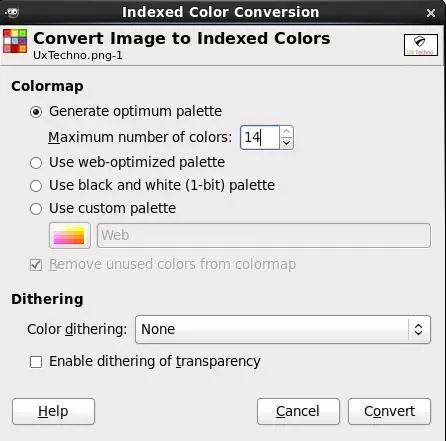 Indexed Color Conversion
Convert Image to Indexed Colors
UxTechno.png-1
UX Techno
Colormap
Generate optimum palette
Maximum number of colors: 14
Use web-optimized palette
Use black and white (1-bit) palette
Use custom palette
Web
Remove unused colors from colormap
Dithering
Color dithering: None
Enable dithering of transparency
Help Cancel Convert